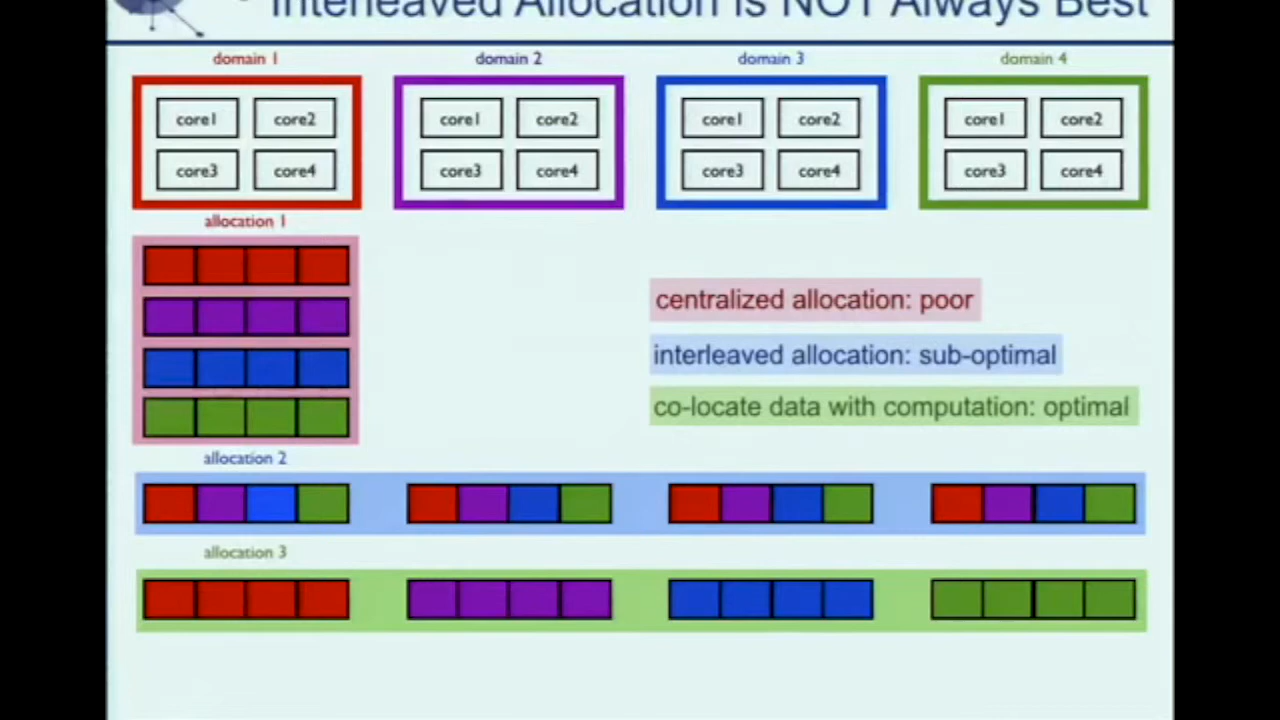 Interleaved Allocation is NOT Always Best
domain 1
domain 2
domain 3
domain 4
core1 core2
core3 core4
core1 core2
core3 core4
core1 core2
core3 core4
core1 core2
core3 core4
allocation 1
centralized allocation: poor
interleaved allocation: sub-optimal
co-locate data with computation: optimal
allocation 2
allocation 3